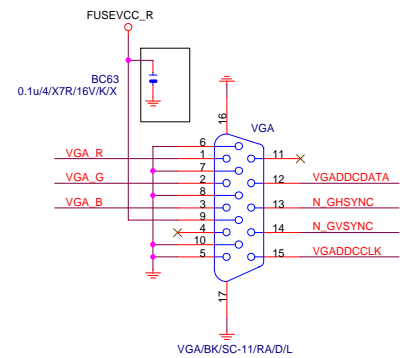 FUSEVCC_R
BC63
0.1u/4/X7R/16V/K/X
16
VGA
6
VGA_R 1 11
7
VGA_G 2 12 VGADDCDATA
8
VGA_B 3 13 N_GHSYNC
9
4 14 N_GVSYNC
10
5 15 VGADDCCLK
17
VGA/BK/SC-11/RA/D/L